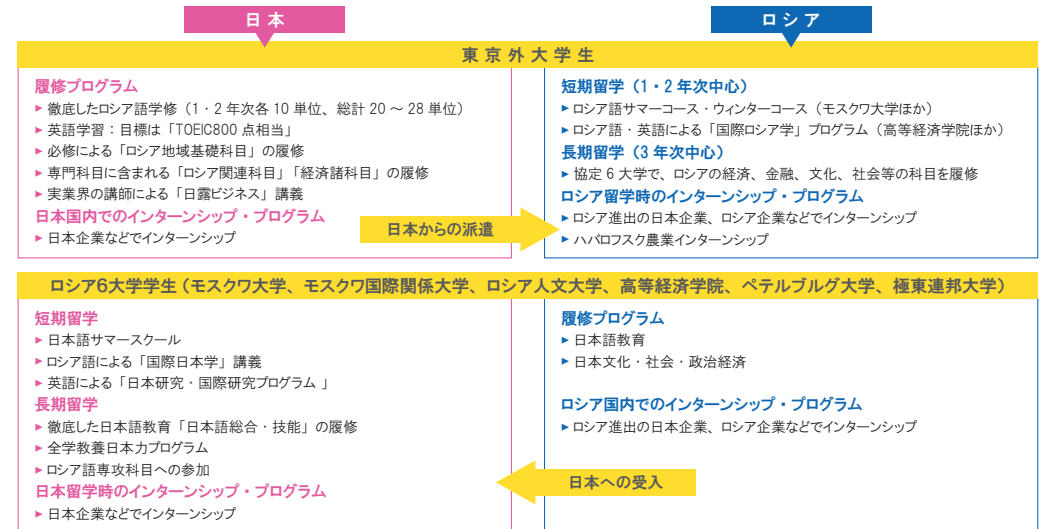 日本
ロシア
東京外大学生
履修プログラム
►徹底したロシア語学修（1・2 年次各 10 単位、総計 20 ～ 28 単位）
►英語学習：目標は「TOEIC800 点相当」
►必修による「ロシア地域基礎科目」の履修
►専門科目に含まれる「ロシア関連科目」「経済諸科目」の履修
►実業界の講師による「日露ビジネス」講義
日本国内でのインターンシップ・プログラム
►日本企業などでインターンシップ
日本からの派遣
短期留学（1・2 年次中心）
►ロシア語サマーコース・ウィンターコース（モスクワ大学ほか）
►ロシア語・英語による「国際ロシア学」プログラム（高等経済学院ほか）
長期留学（3 年次中心）
►協定 6 大学で、ロシアの経済、金融、文化、社会等の科目を履修
ロシア留学時のインターンシップ・プログラム
►ロシア進出の日本企業、ロシア企業などでインターンシップ
►ハバロフスク農業インターンシップ
ロシア6大学学生（モスクワ大学、モスクワ国際関係大学、ロシア人文大学、高等経済学院、ペテルブルグ大学、極東連邦大学）
短期留学
►日本語サマースクール
►ロシア語による「国際日本学」講義
►英語による「日本研究・国際研究プログラム 」
長期留学
►徹底した日本語教育「日本語総合・技能」の履修
►全学教養日本力プログラム
►ロシア語専攻科目への参加
日本留学時のインターンシップ・プログラム
►日本企業などでインターンシップ
日本への受入
履修プログラム
►日本語教育
►日本文化・社会・政治経済
ロシア国内でのインターンシップ・プログラム
►ロシア進出の日本企業、ロシア企業などでインターンシップ